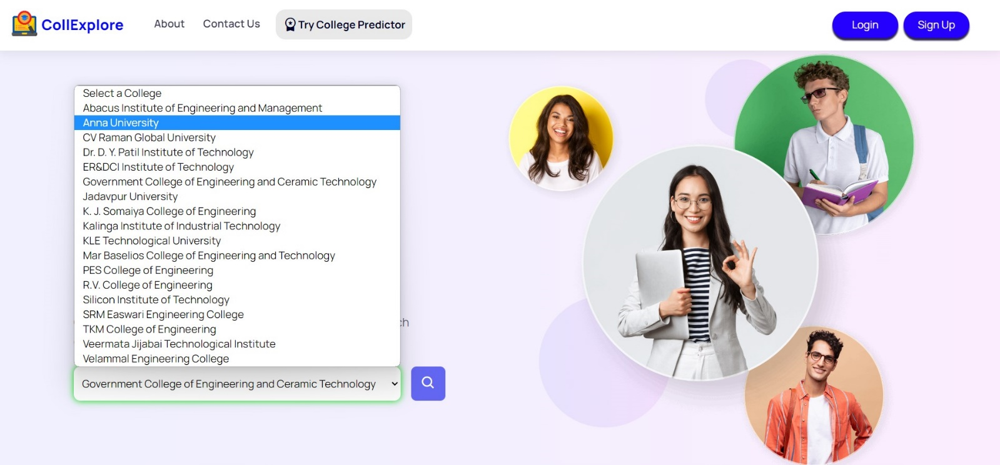 CollExplore
About
Contact Us
Try College Predictor
Login
Sign Up
Select a College
Abacus Institute of Engineering and Management
Anna University
CV Raman Global University
Dr. D. Y. Patil Institute of Technology
ER&DCI Institute of Technology
Government College of Engineering and Ceramic Technology
Jadavpur University
K. J. Somaiya College of Engineering
Kalinga Institute of Industrial Technology
KLE Technological University
Mar Baselios College of Engineering and Technology
PES College of Engineering
R.V. College of Engineering
Silicon Institute of Technology
SRM Easwari Engineering College
TKM College of Engineering
Veermata Jijabai Technological Institute
Velammal Engineering College
Government College of Engineering and Ceramic Technology